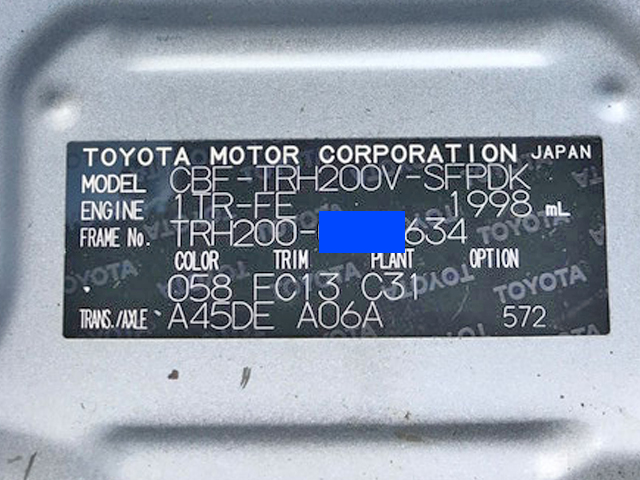 TOYOTA MOTOR CORPORATION JAPAN
MODEL CBF-TRH200V-SFPDK
ENGINE 1TR-FE 1998 mL
FRAME No. TRH200- 634
COLOR TRIM PLANT OPTION
058 FC13 C31
TRANS./AXLE A45DE A06A 572